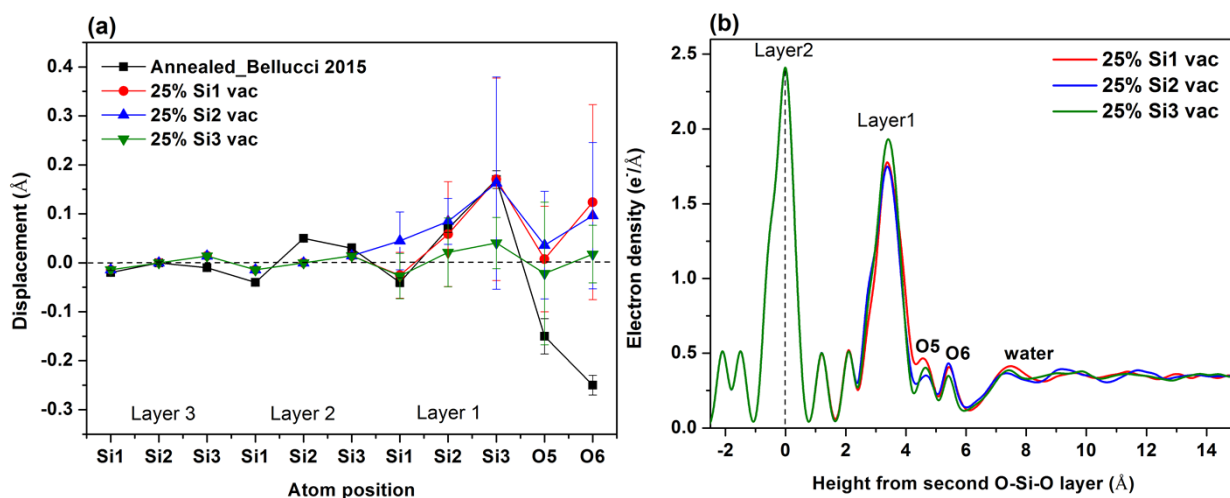 (a)
Annealed_Bellucci 2015
25% Si1 vac
25% Si2 vac
25% Si3 vac
Displacement (Å)
0.4
0.3
0.2
0.1
0.0
-0.1
-0.2
-0.3
Layer 3
Layer 2
Layer 1
Si1 Si2 Si3 Si1 Si2 Si3 Si1 Si2 Si3 O5 O6
Atom position
(b)
Layer2
25% Si1 vac
25% Si2 vac
25% Si3 vac
Layer1
O5
O6
water
Electron density (e⁻/Å)
2.5
2.0
1.5
1.0
0.5
0.0
-2 0 2 4 6 8 10 12 14
Height from second O-Si-O layer (Å)